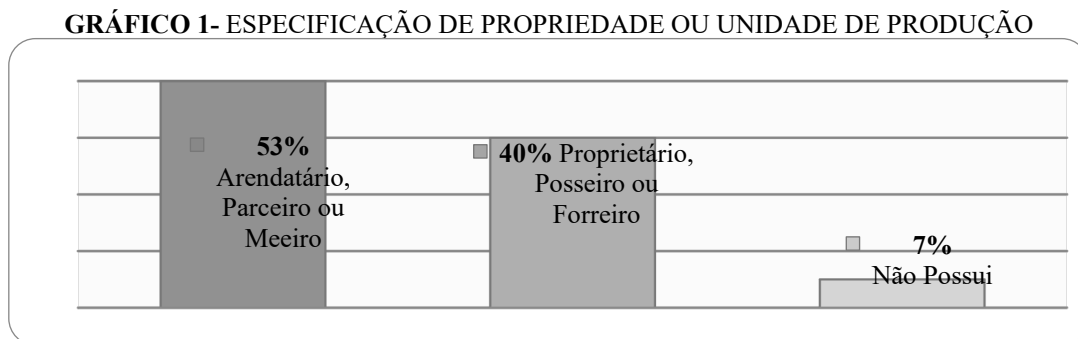 GRÁFICO 1- ESPECIFICAÇÃO DE PROPRIEDADE OU UNIDADE DE PRODUÇÃO
53%
Arendatário,
Parceiro ou
Meeiro
40% Proprietário,
Posseiro ou
Forreiro
7%
Não Possui